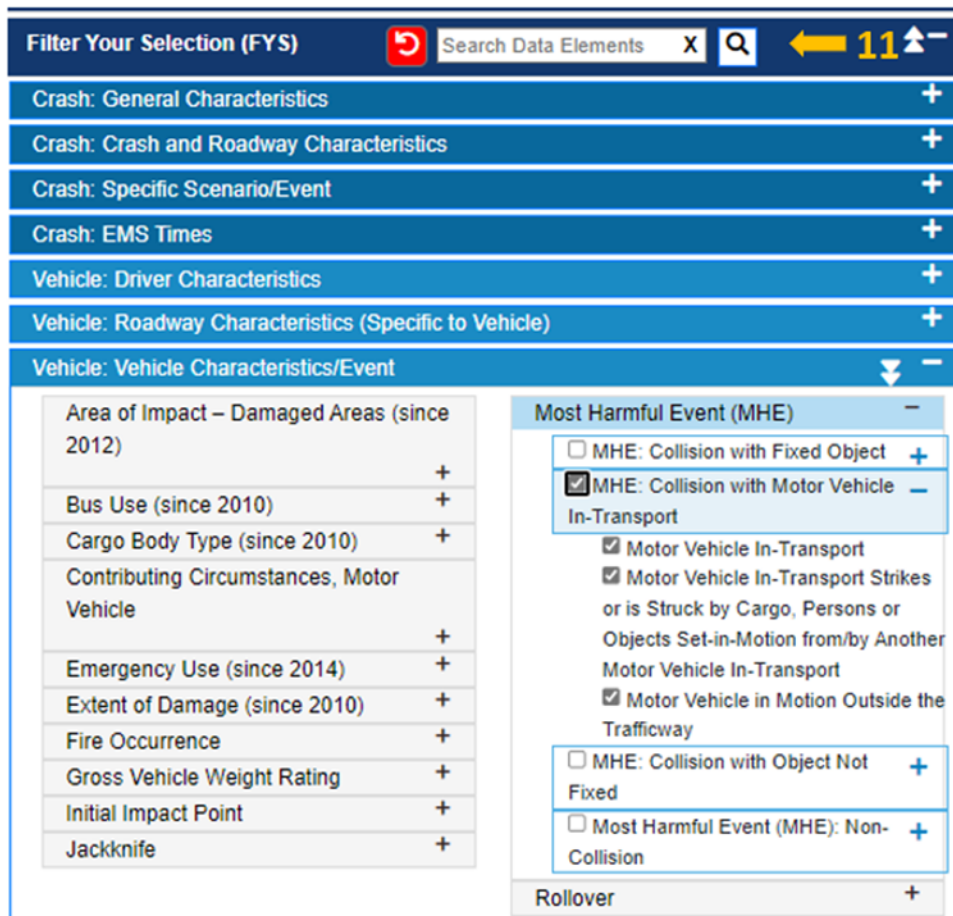 Filter Your Selection (FYS)
Search Data Elements X
11
Crash: General Characteristics
Crash: Crash and Roadway Characteristics
Crash: Specific Scenario/Event
Crash: EMS Times
Vehicle: Driver Characteristics
Vehicle: Roadway Characteristics (Specific to Vehicle)
Vehicle: Vehicle Characteristics/Event
Area of Impact – Damaged Areas (since
2012)
Bus Use (since 2010)
Cargo Body Type (since 2010)
Contributing Circumstances, Motor
Vehicle
Emergency Use (since 2014)
Extent of Damage (since 2010)
Fire Occurrence
Gross Vehicle Weight Rating
Initial Impact Point
Jackknife
Most Harmful Event (MHE)
MHE: Collision with Fixed Object
MHE: Collision with Motor Vehicle
In-Transport
Motor Vehicle In-Transport
Motor Vehicle In-Transport Strikes
or is Struck by Cargo, Persons or
Objects Set-in-Motion from/by Another
Motor Vehicle In-Transport
Motor Vehicle in Motion Outside the
Trafficway
MHE: Collision with Object Not
Fixed
Most Harmful Event (MHE): Non-
Collision
Rollover